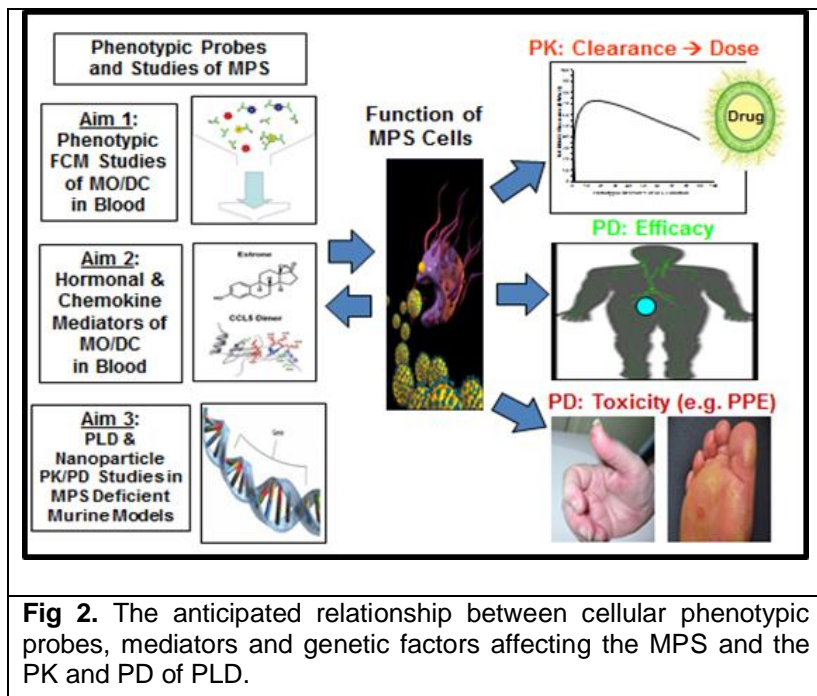 Phenotypic Probes
and Studies of MPS
Aim 1:
Phenotypic
FCM Studies
of MO/DC
in Blood
Aim 2:
Hormonal &
Chemokine
Mediators of
MO/DC
in Blood
Estrone
HO
CCL5 Dimer
Aim 3:
PLD &
Nanoparticle
PK/PD Studies in
MPS Deficient
Murine Models
Function of
MPS Cells
PK: Clearance → Dose
Drug
PD: Efficacy
PD: Toxicity (e.g. PPE)
Fig 2. The anticipated relationship between cellular phenotypic
probes, mediators and genetic factors affecting the MPS and the
PK and PD of PLD.